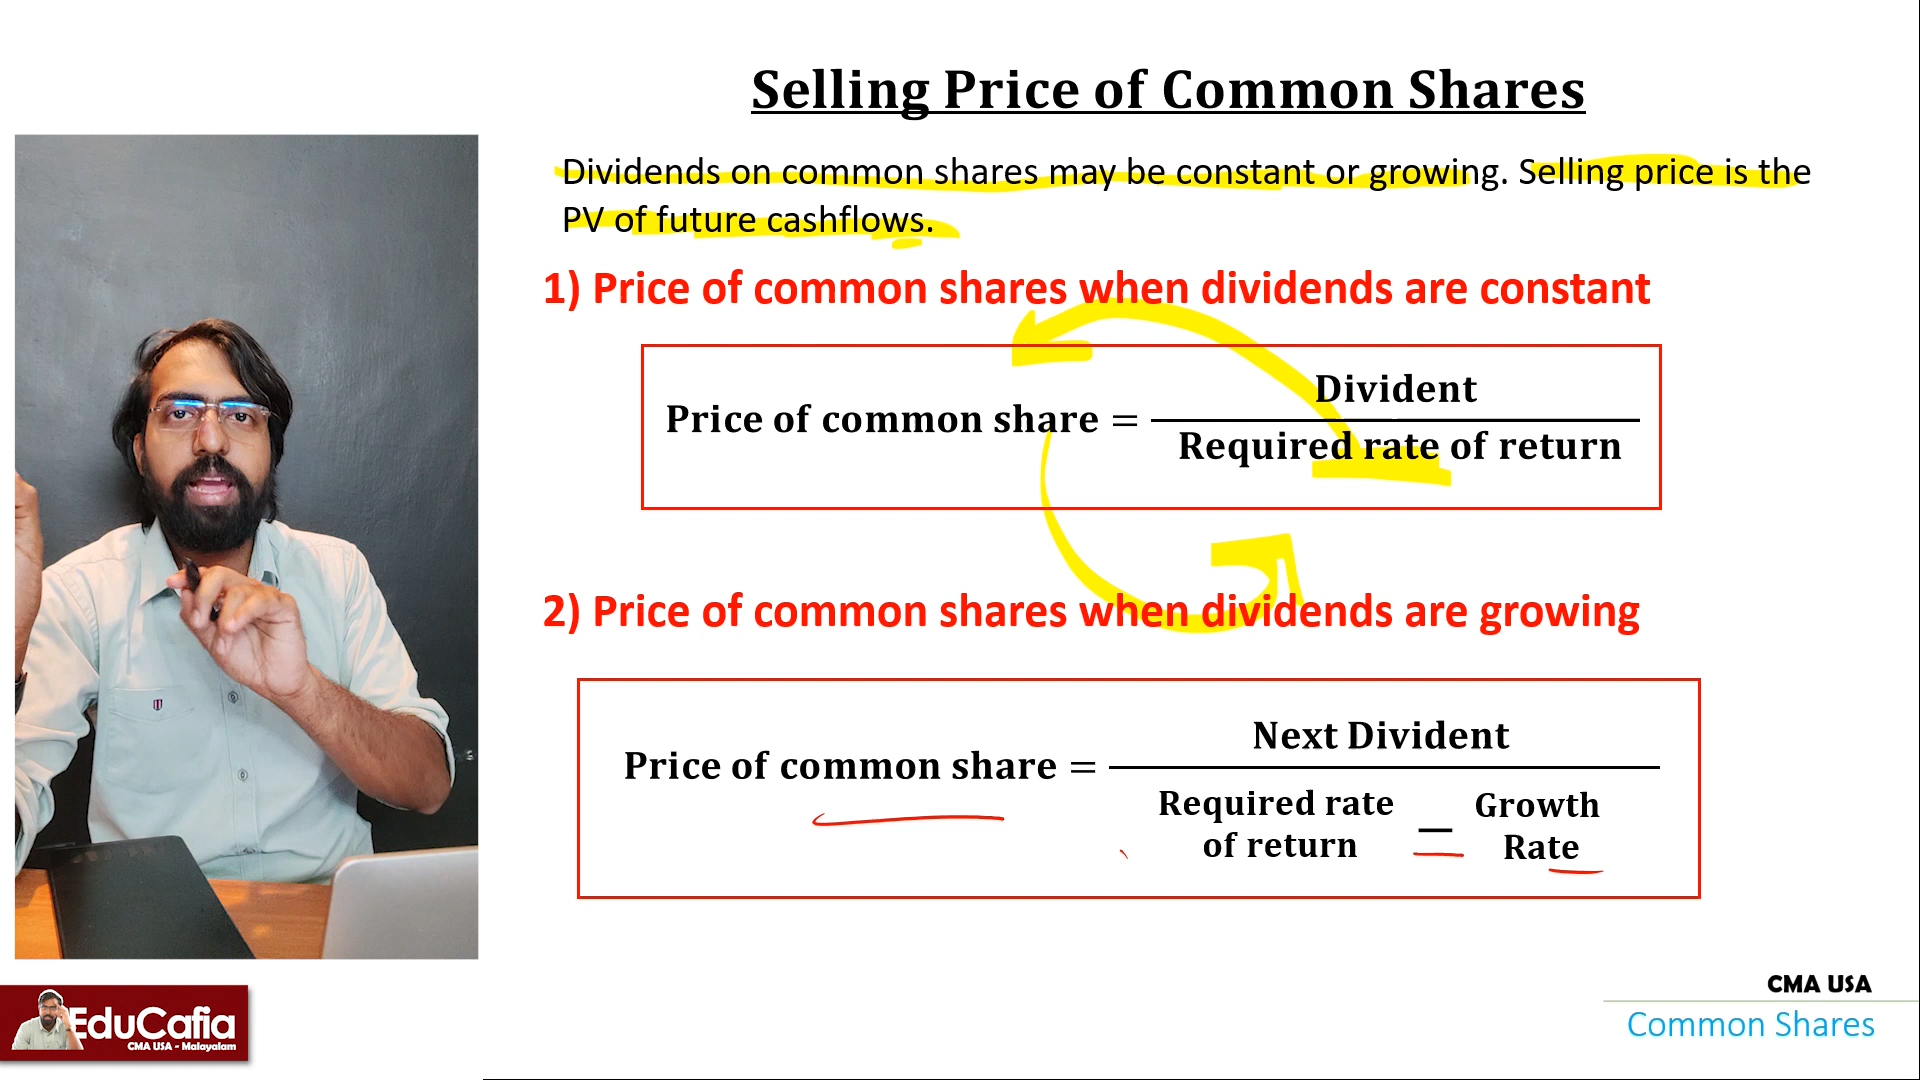 Selling Price of Common Shares
Dividends on common shares may be constant or growing. Selling price is the
PV of future cashflows.
1) Price of common shares when dividends are constant
Price of common share = Divident
Required rate of return
2) Price of common shares when dividends are growing
Price of common share = Next Divident
Required rate of return — Growth Rate
EduCafia
CMA USA - Malayalam
CMA USA
Common Shares